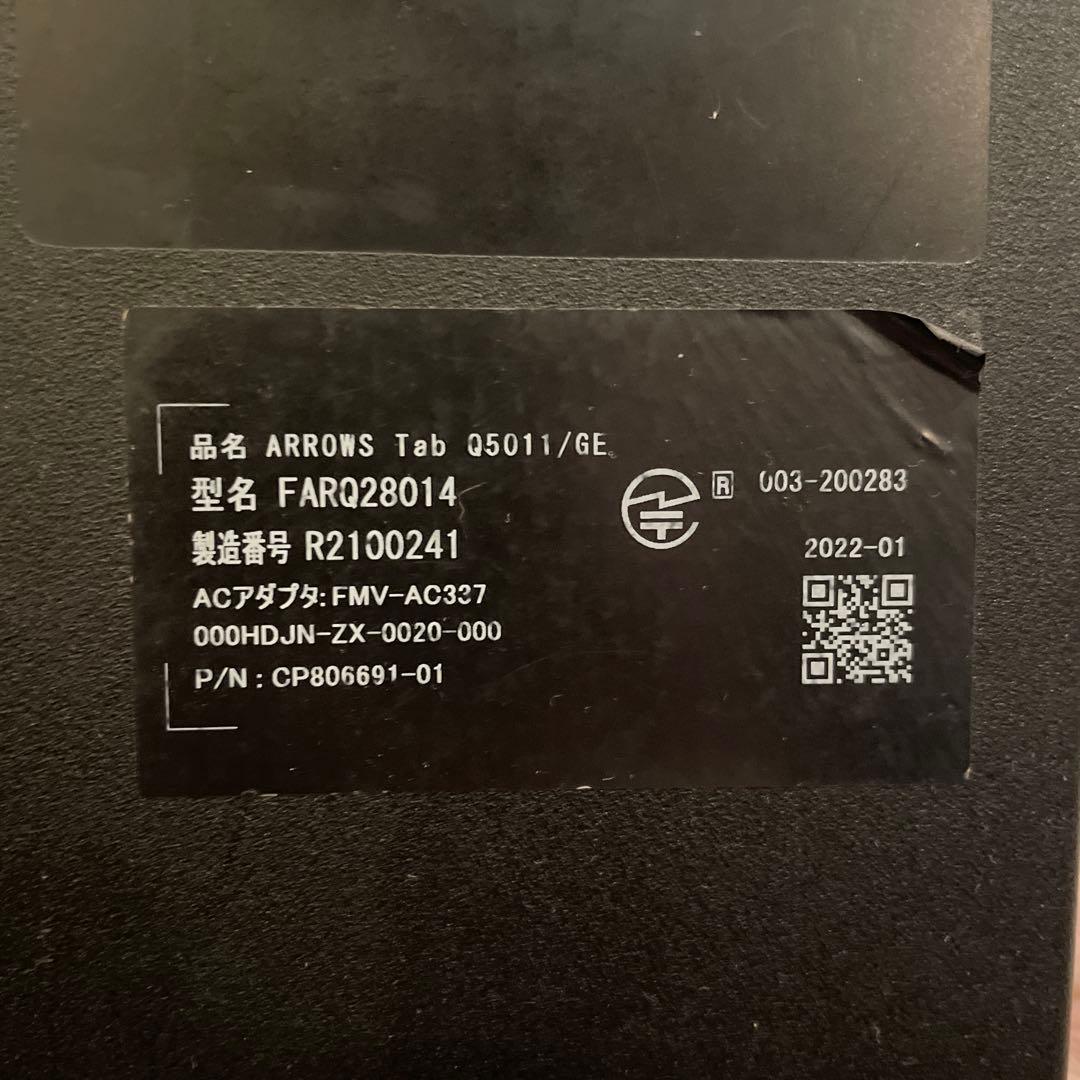 品名 ARROWS Tab Q5011/GE
型名 FARQ28014
製造番号 R2100241
ACアダプタ:FMV-AC337
000HDJN-ZX-0020-000
P/N : CP806691-01
R 003-200283
2022-01